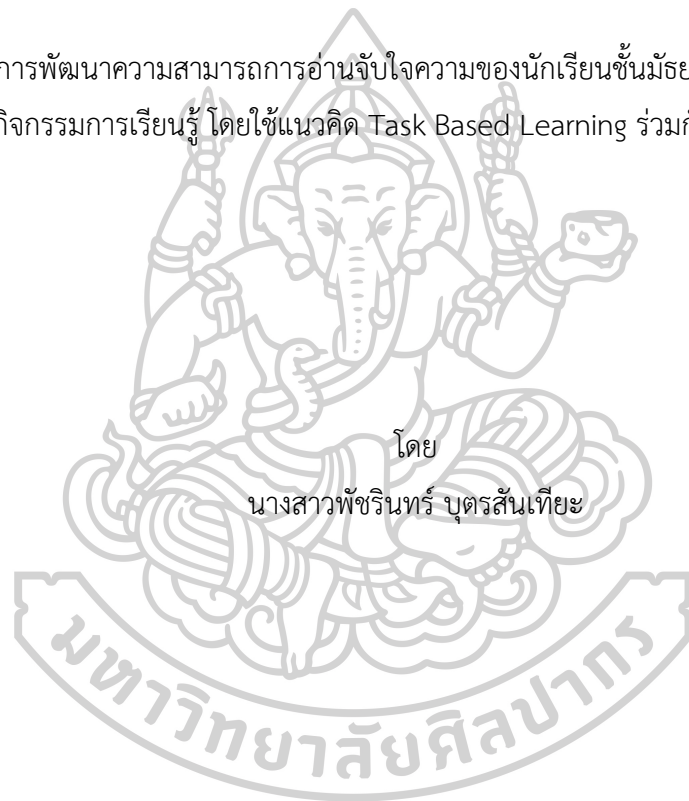 การพัฒนาความสามารถการอ่านจับใจความของนักเรียนชั้นมัธย
กิจกรรมการเรียนรู้ โดยใช้แนวคิด Task Based Learning ร่วมก
โดย
นางสาวพัชรินทร์ บุตรสันเทียะ
มหาวิทยาลัยศิลปากร